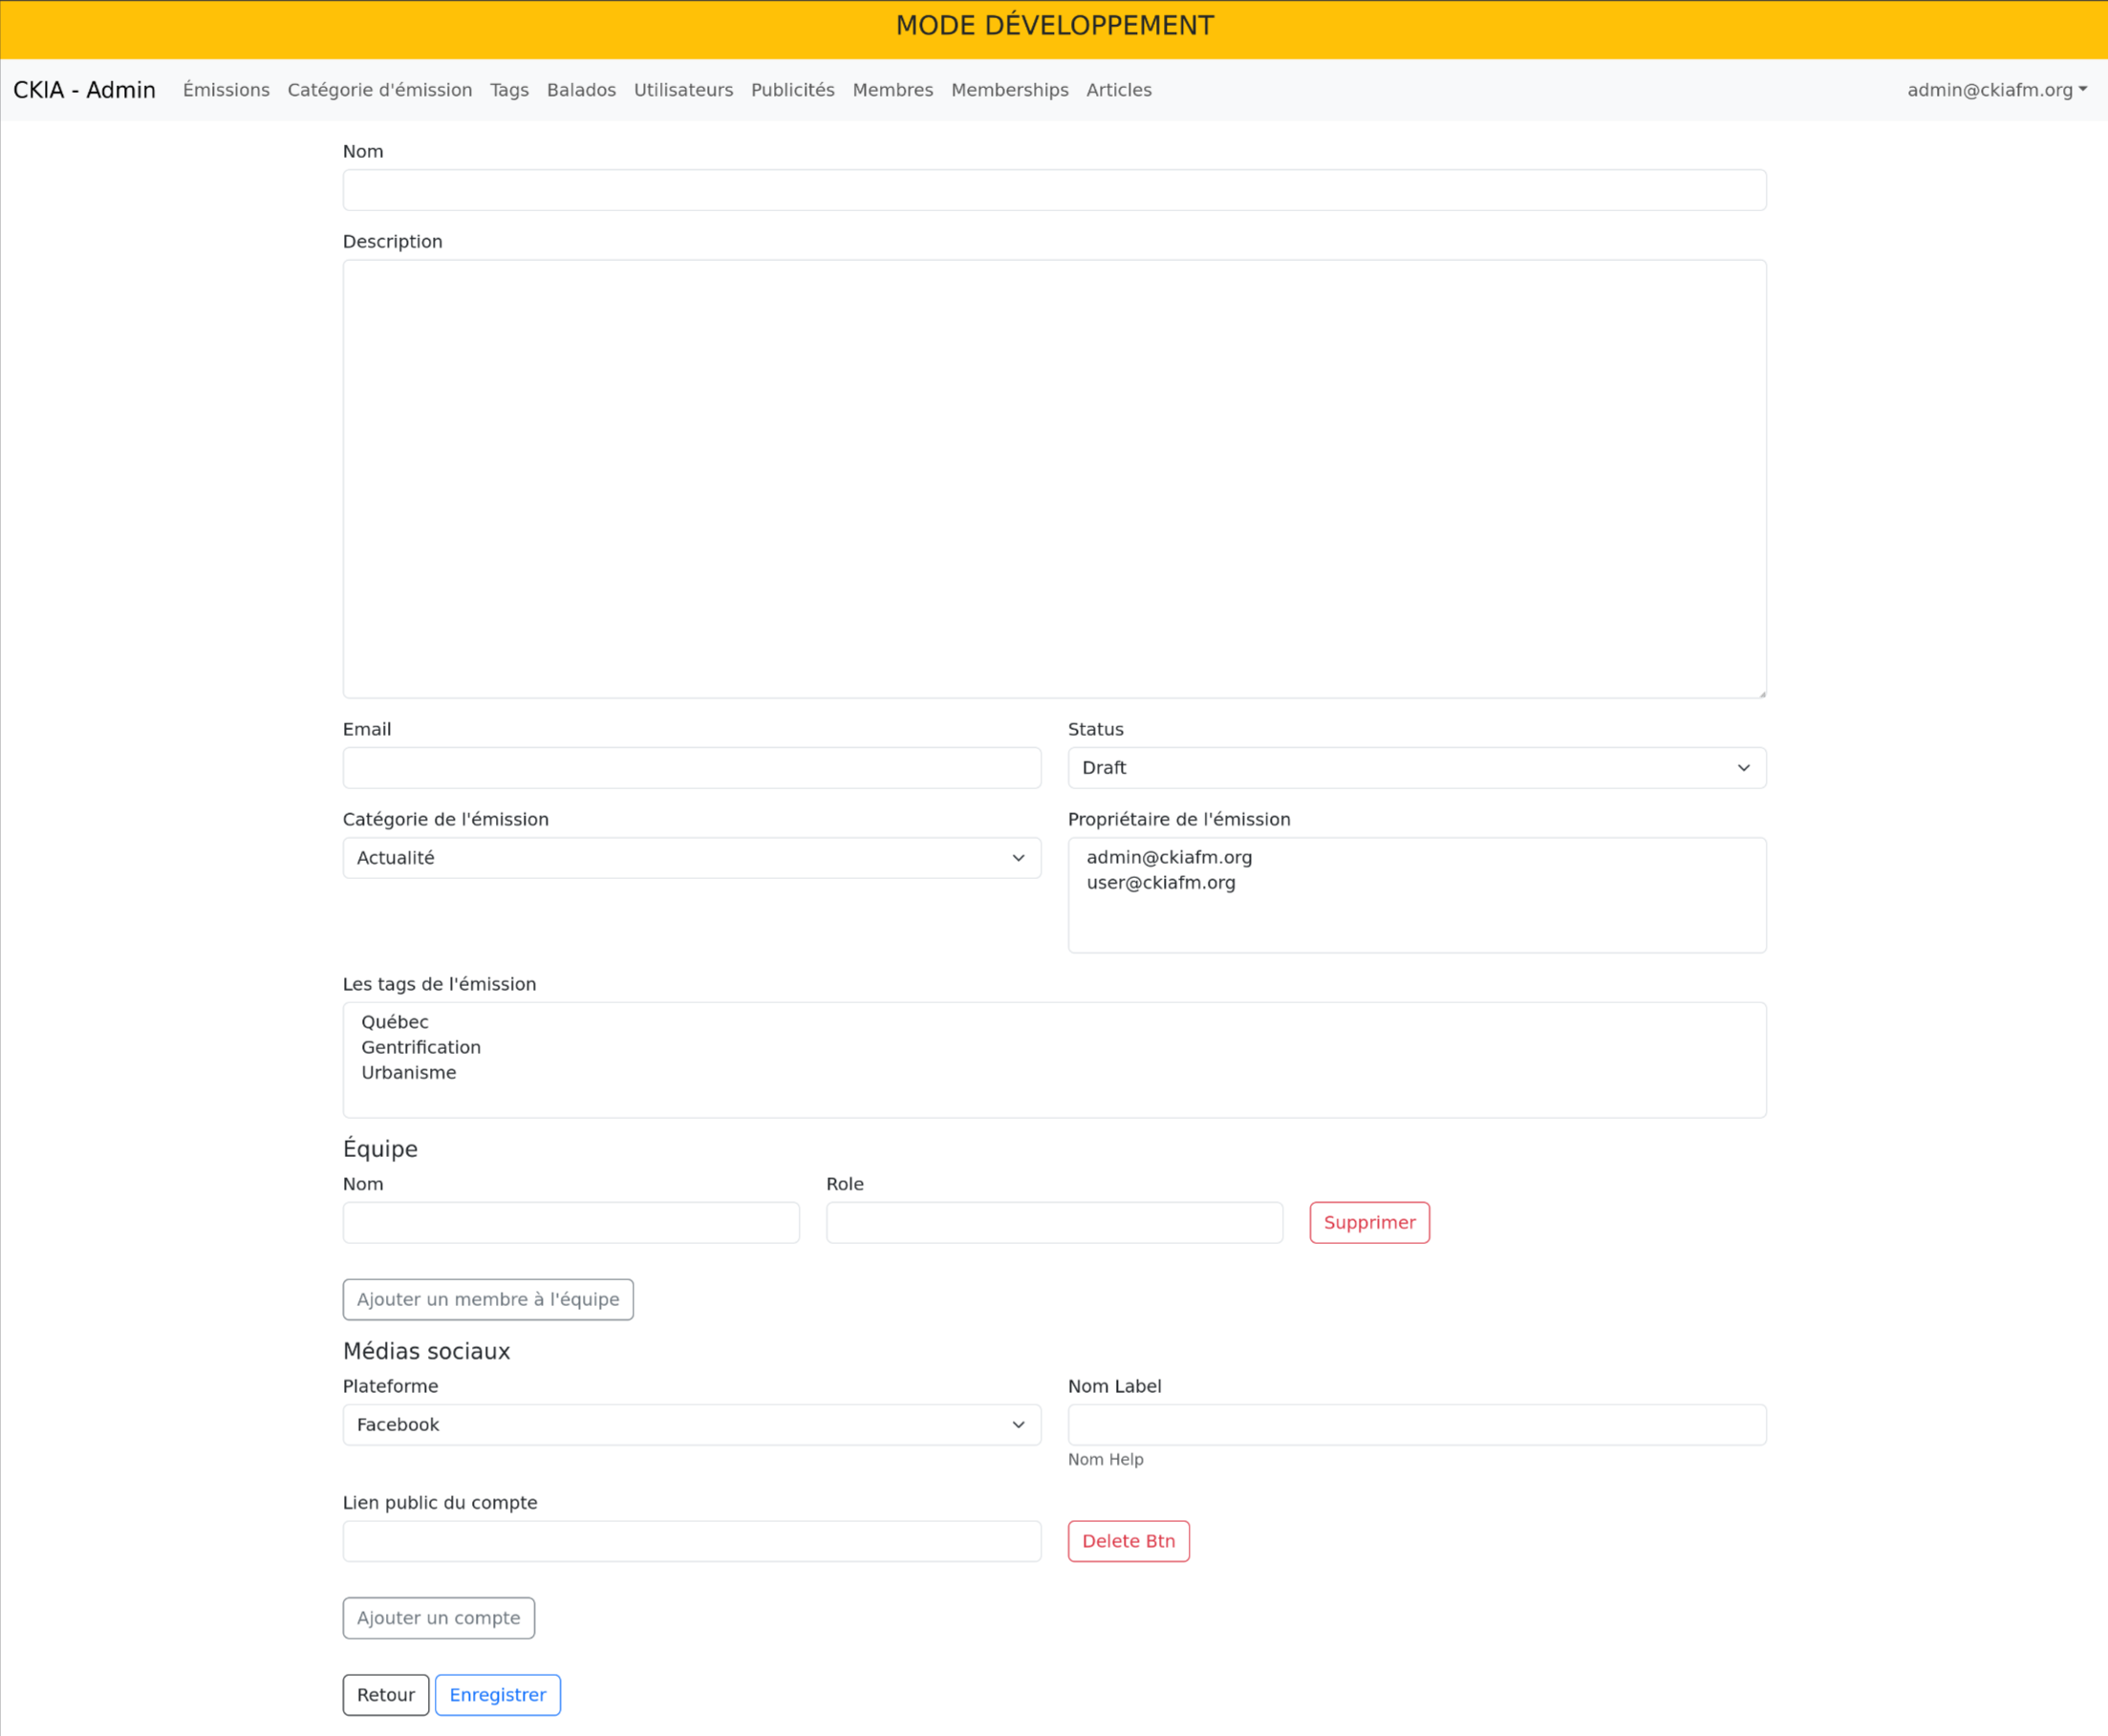 MODE DÉVELOPPEMENT
CKIA - Admin Émissions Catégorie d'émission Tags Balados Utilisateurs Publicités Membres Memberships Articles admin@ckiafm.org
Nom
Description
Email Status
Draft
Catégorie de l'émission Propriétaire de l'émission
Actualité admin@ckiafm.org
user@ckiafm.org
Les tags de l'émission
Québec
Gentrification
Urbanisme
Équipe
Nom Role
Supprimer
Ajouter un membre à l'équipe
Médias sociaux
Plateforme Nom Label
Facebook
Nom Help
Lien public du compte
Delete Btn
Ajouter un compte
Retour Enregistrer